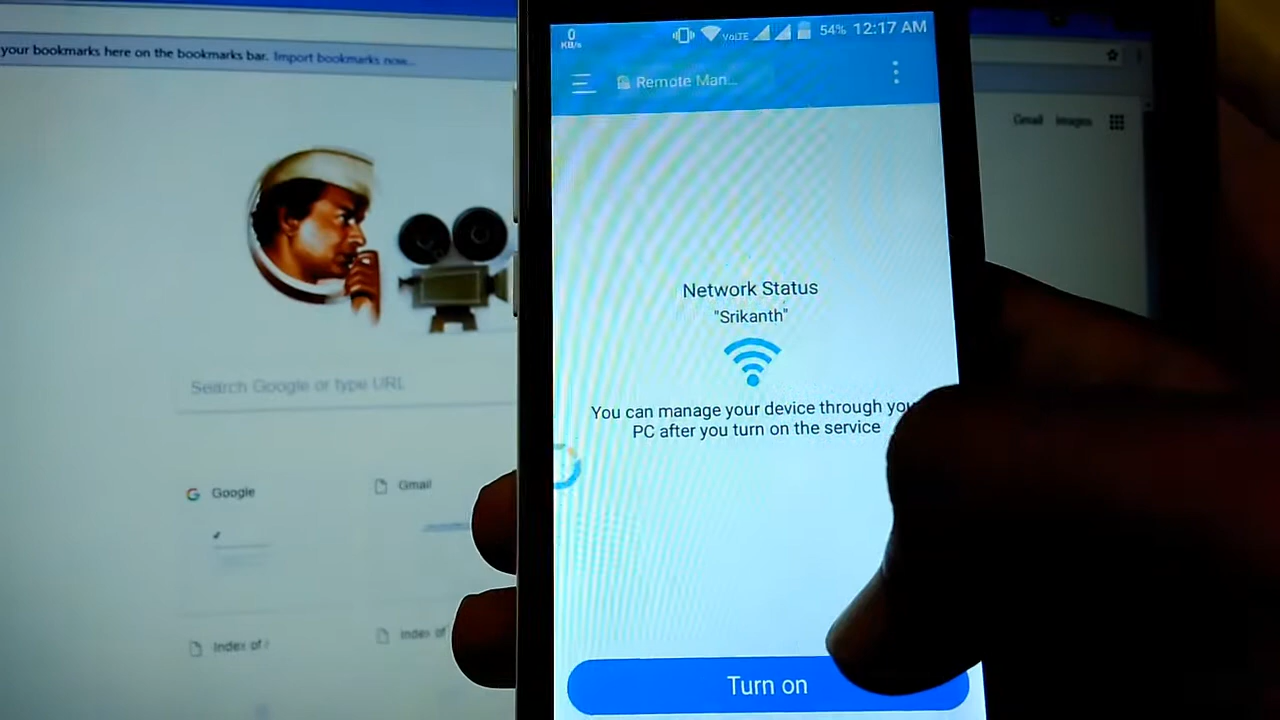 your bookmarks here on the bookmarks bar. Import bookmarks now...
Gmail Images
Search Google or type URL
Google
Gmail
Index of /
Index of
0
KB/s
VoLTE
54% 12:17 AM
Remote Man...
Network Status
"Srikanth"
You can manage your device through you
PC after you turn on the service
Turn on